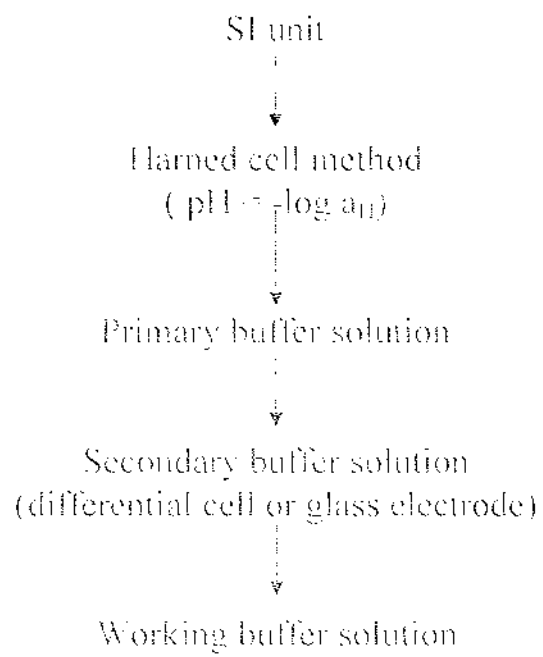 SI unit
Harned cell method
( pH = -log aH)
Primary buffer solution
Secondary buffer solution
(differential cell or glass electrode)
Working buffer solution